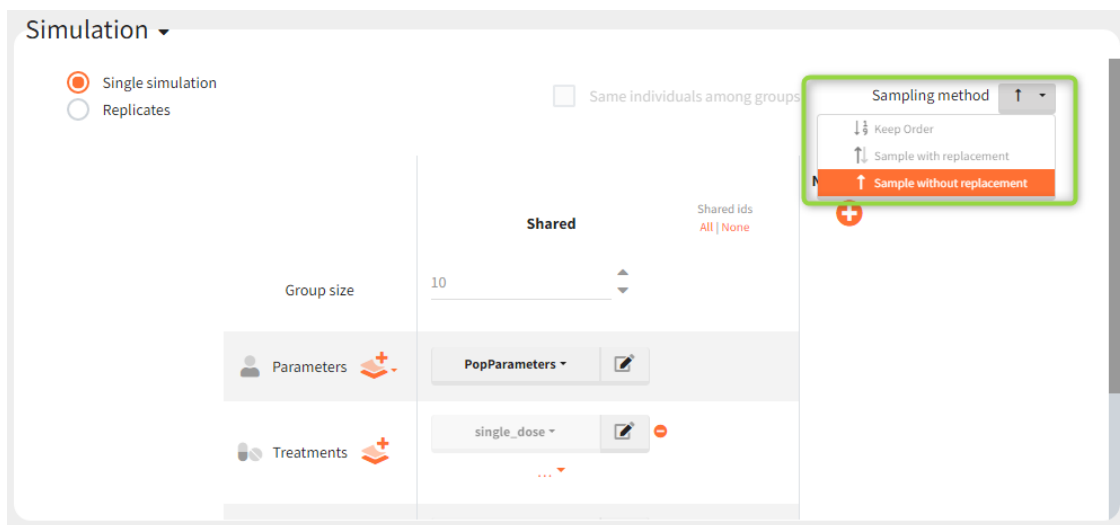 Simulation
Single simulation
Replicates
Same individuals among groups
Sampling method
Keep Order
Sample with replacement
Sample without replacement
Shared
Shared ids
All | None
Group size
10
Parameters
PopParameters
Treatments
single_dose
...